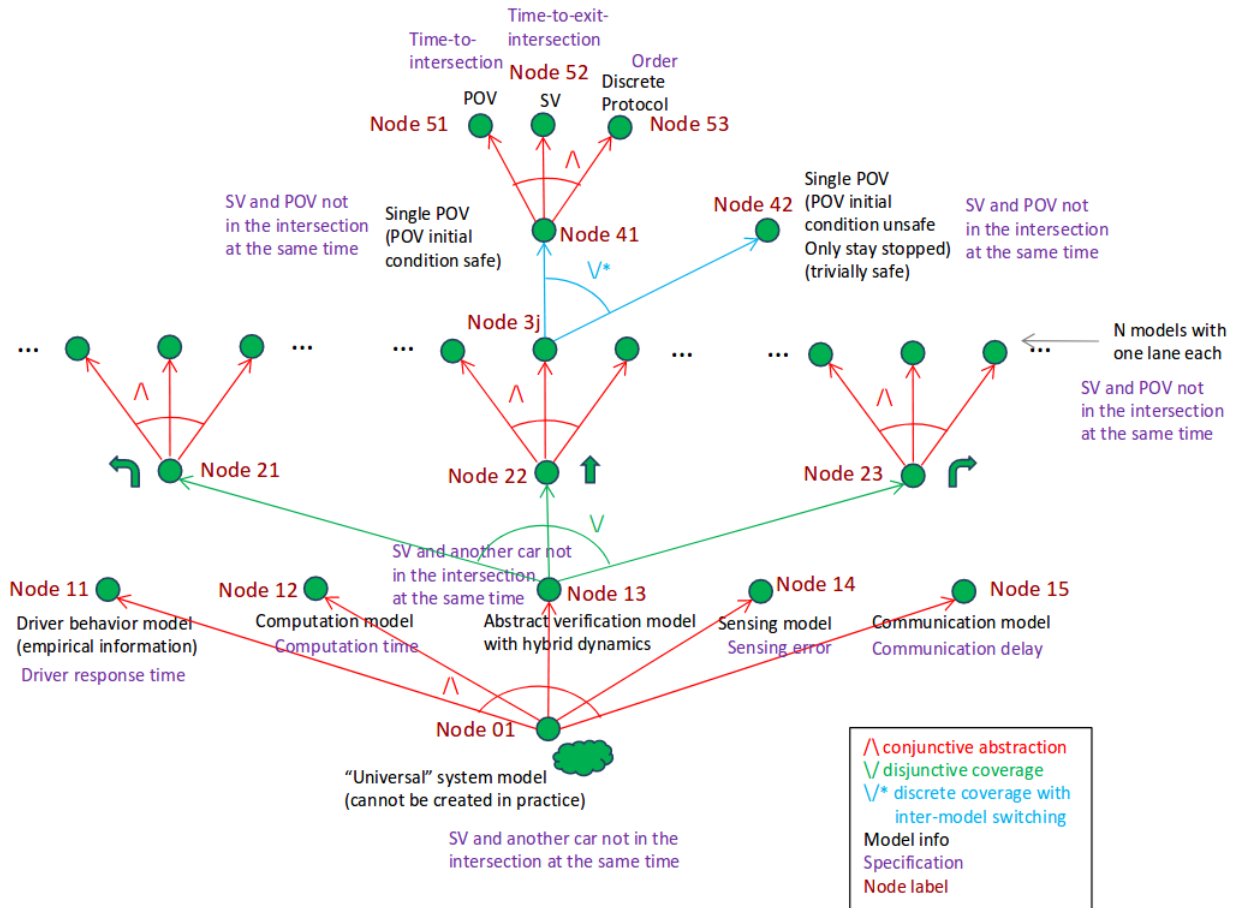 Time-to-exit-
intersection
Time-to-
intersection
Node 52
Order
Discrete
Protocol
POV
SV
Node 51
Node 53
/\
SV and POV not
in the intersection
at the same time
Single POV
(POV initial
condition safe)
Node 41
Node 42
Single POV
(POV initial
condition unsafe
Only stay stopped)
(trivially safe)
SV and POV not
in the intersection
at the same time
\/*
Node 3j
... ... ... ... ... ...
N models with
one lane each
/\ /\ /\
SV and POV not
in the intersection
at the same time
Node 21
Node 22
Node 23
\/
SV and another car not
in the intersection
at the same time
Node 11
Node 12
Node 13
Node 14
Node 15
Driver behavior model
(empirical information)
Driver response time
Computation model
Computation time
Abstract verification model
with hybrid dynamics
Sensing model
Sensing error
Communication model
Communication delay
/\
Node 01
“Universal” system model
(cannot be created in practice)
SV and another car not in the
intersection at the same time
/\ conjunctive abstraction
\/ disjunctive coverage
\/* discrete coverage with
inter-model switching
Model info
Specification
Node label